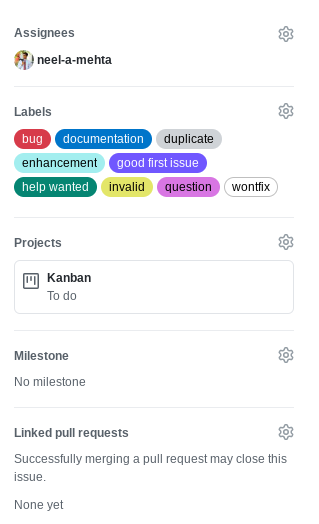 Assignees
neel-a-mehta
Labels
bug documentation duplicate
enhancement good first issue
help wanted invalid question wontfix
Projects
Kanban
To do
Milestone
No milestone
Linked pull requests
Successfully merging a pull request may close this
issue.
None yet